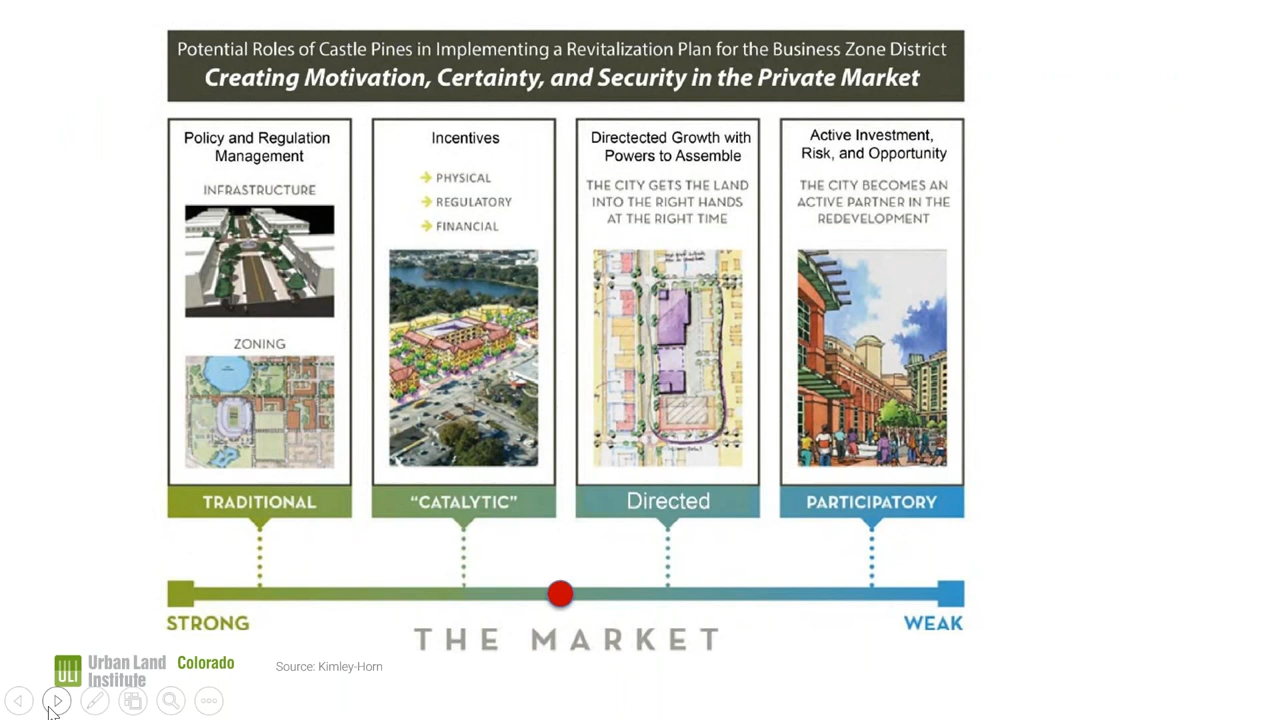 Potential Roles of Castle Pines in Implementing a Revitalization Plan for the Business Zone District
Creating Motivation, Certainty, and Security in the Private Market
Policy and Regulation
Management
INFRASTRUCTURE
ZONING
TRADITIONAL
Incentives
→ PHYSICAL
→ REGULATORY
→ FINANCIAL
“CATALYTIC”
Directected Growth with
Powers to Assemble
THE CITY GETS THE LAND
INTO THE RIGHT HANDS
AT THE RIGHT TIME
Directed
Active Investment,
Risk, and Opportunity
THE CITY BECOMES AN
ACTIVE PARTNER IN THE
REDEVELOPMENT
PARTICIPATORY
STRONG
WEAK
THE MARKET
ULI
Urban Land
Institute
Colorado
Source: Kimley-Horn